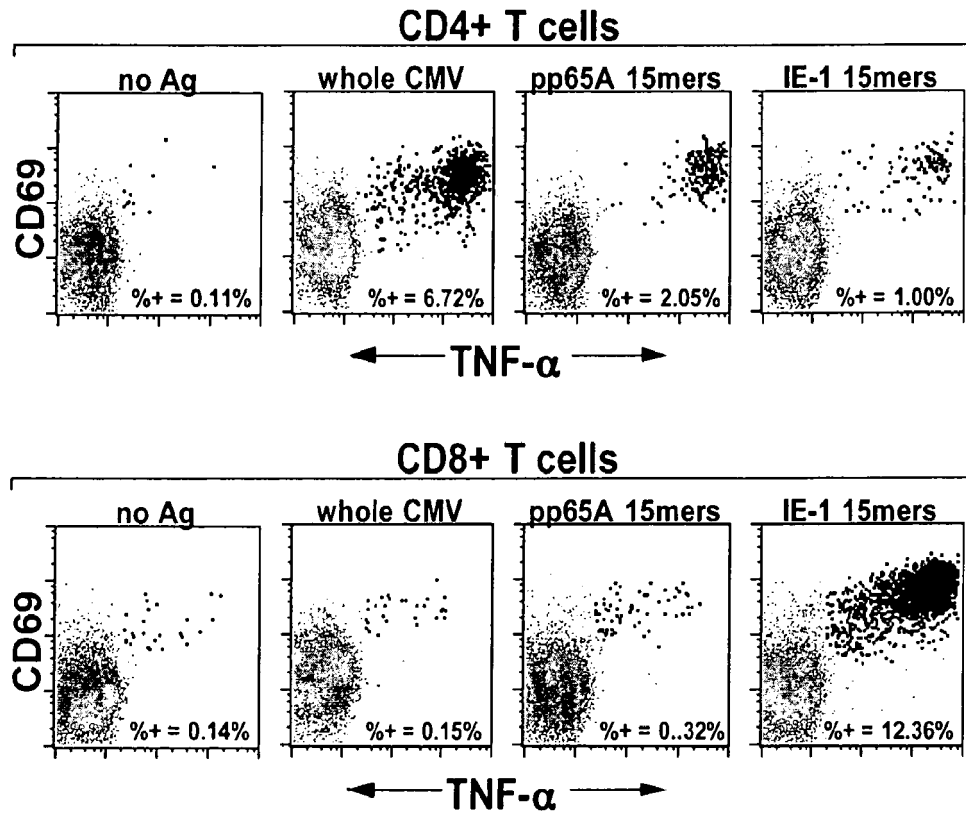 CD4+ T cells
no Ag whole CMV pp65A 15mers IE-1 15mers
CD69
%+ = 0.11% %+ = 6.72% %+ = 2.05% %+ = 1.00%
TNF-α
CD8+ T cells
no Ag whole CMV pp65A 15mers IE-1 15mers
CD69
%+ = 0.14% %+ = 0.15% %+ = 0..32% %+ = 12.36%
TNF-α